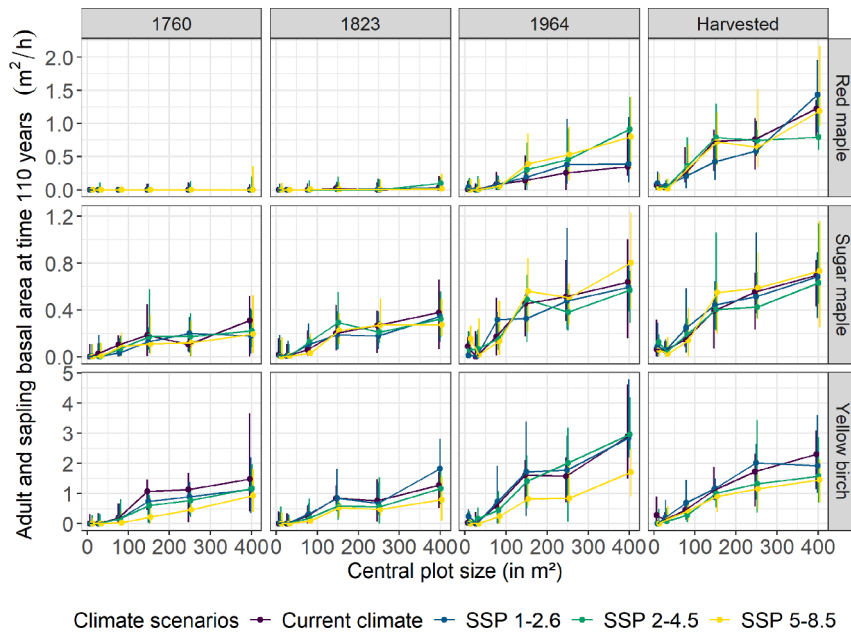 1760 1823 1964 Harvested
Adult and sapling basal area at time 110 years (m²/h)
2.0
1.5
1.0
0.5
0.0
Red maple
1.2
0.8
0.4
0.0
Sugar maple
5
4
3
2
1
0
Yellow birch
0 100 200 300 400 0 100 200 300 400 0 100 200 300 400 0 100 200 300 400
Central plot size (in m²)
Climate scenarios Current climate SSP 1-2.6 SSP 2-4.5 SSP 5-8.5